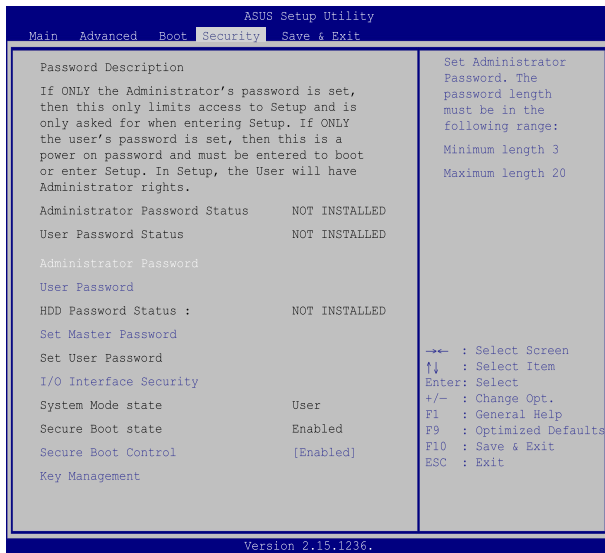 ASUS Setup Utility
Main Advanced Boot Security Save & Exit
Password Description
If ONLY the Administrator's password is set,
then this only limits access to Setup and is
only asked for when entering Setup. If ONLY
the user's password is set, then this is a
power on password and must be entered to boot
or enter Setup. In Setup, the User will have
Administrator rights.
Administrator Password Status NOT INSTALLED
User Password Status NOT INSTALLED
Administrator Password
User Password
HDD Password Status : NOT INSTALLED
Set Master Password
Set User Password
I/O Interface Security
System Mode state User
Secure Boot state Enabled
Secure Boot Control [Enabled]
Key Management
Set Administrator
Password. The
password length
must be in the
following range:
Minimum length 3
Maximum length 20
→← : Select Screen
↑↓ : Select Item
Enter: Select
+/— : Change Opt.
F1 : General Help
F9 : Optimized Defaults
F10 : Save & Exit
ESC : Exit
Version 2.15.1236.